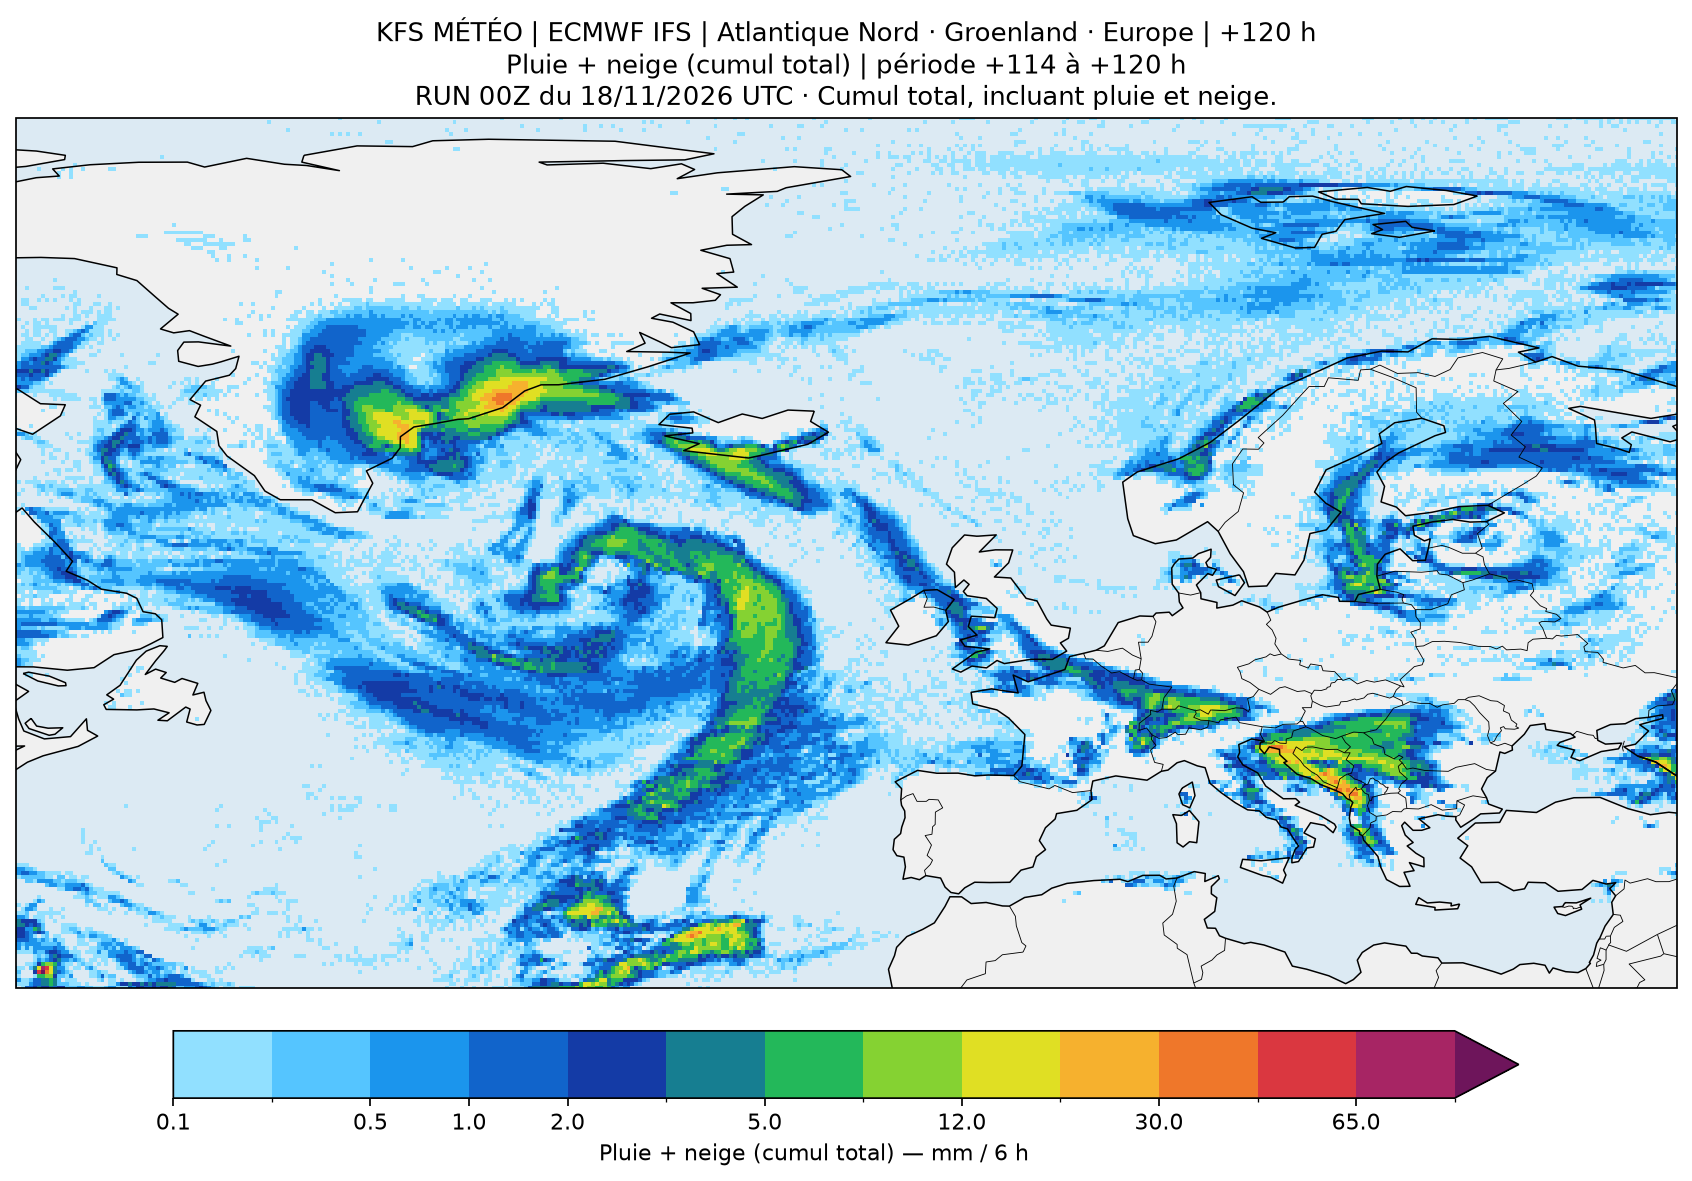 KFS MÉTÉO | ECMWF IFS | Atlantique Nord · Groenland · Europe | +120 h
Pluie + neige (cumul total) | période +114 à +120 h
RUN 00Z du 18/11/2026 UTC · Cumul total, incluant pluie et neige.
0.1 0.5 1.0 2.0 5.0 12.0 30.0 65.0
Pluie + neige (cumul total) — mm / 6 h